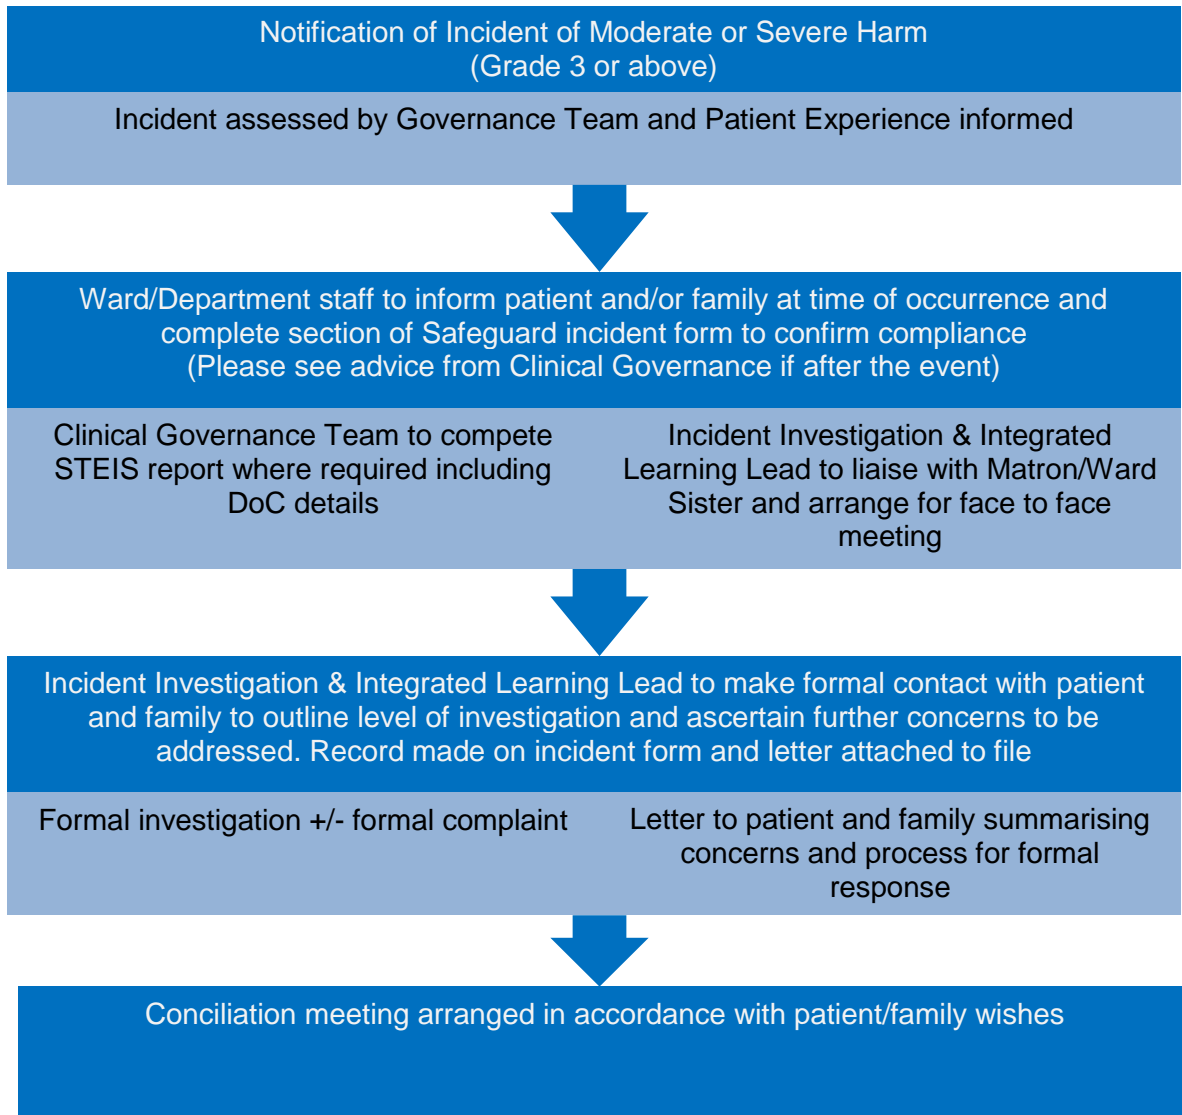 Notification of Incident of Moderate or Severe Harm
(Grade 3 or above)
Incident assessed by Governance Team and Patient Experience informed
Ward/Department staff to inform patient and/or family at time of occurrence and
complete section of Safeguard incident form to confirm compliance
(Please see advice from Clinical Governance if after the event)
Clinical Governance Team to compete
STEIS report where required including
DoC details
Incident Investigation & Integrated
Learning Lead to liaise with Matron/Ward
Sister and arrange for face to face
meeting
Incident Investigation & Integrated Learning Lead to make formal contact with patient
and family to outline level of investigation and ascertain further concerns to be
addressed. Record made on incident form and letter attached to file
Formal investigation +/- formal complaint
Letter to patient and family summarising
concerns and process for formal
response
Conciliation meeting arranged in accordance with patient/family wishes